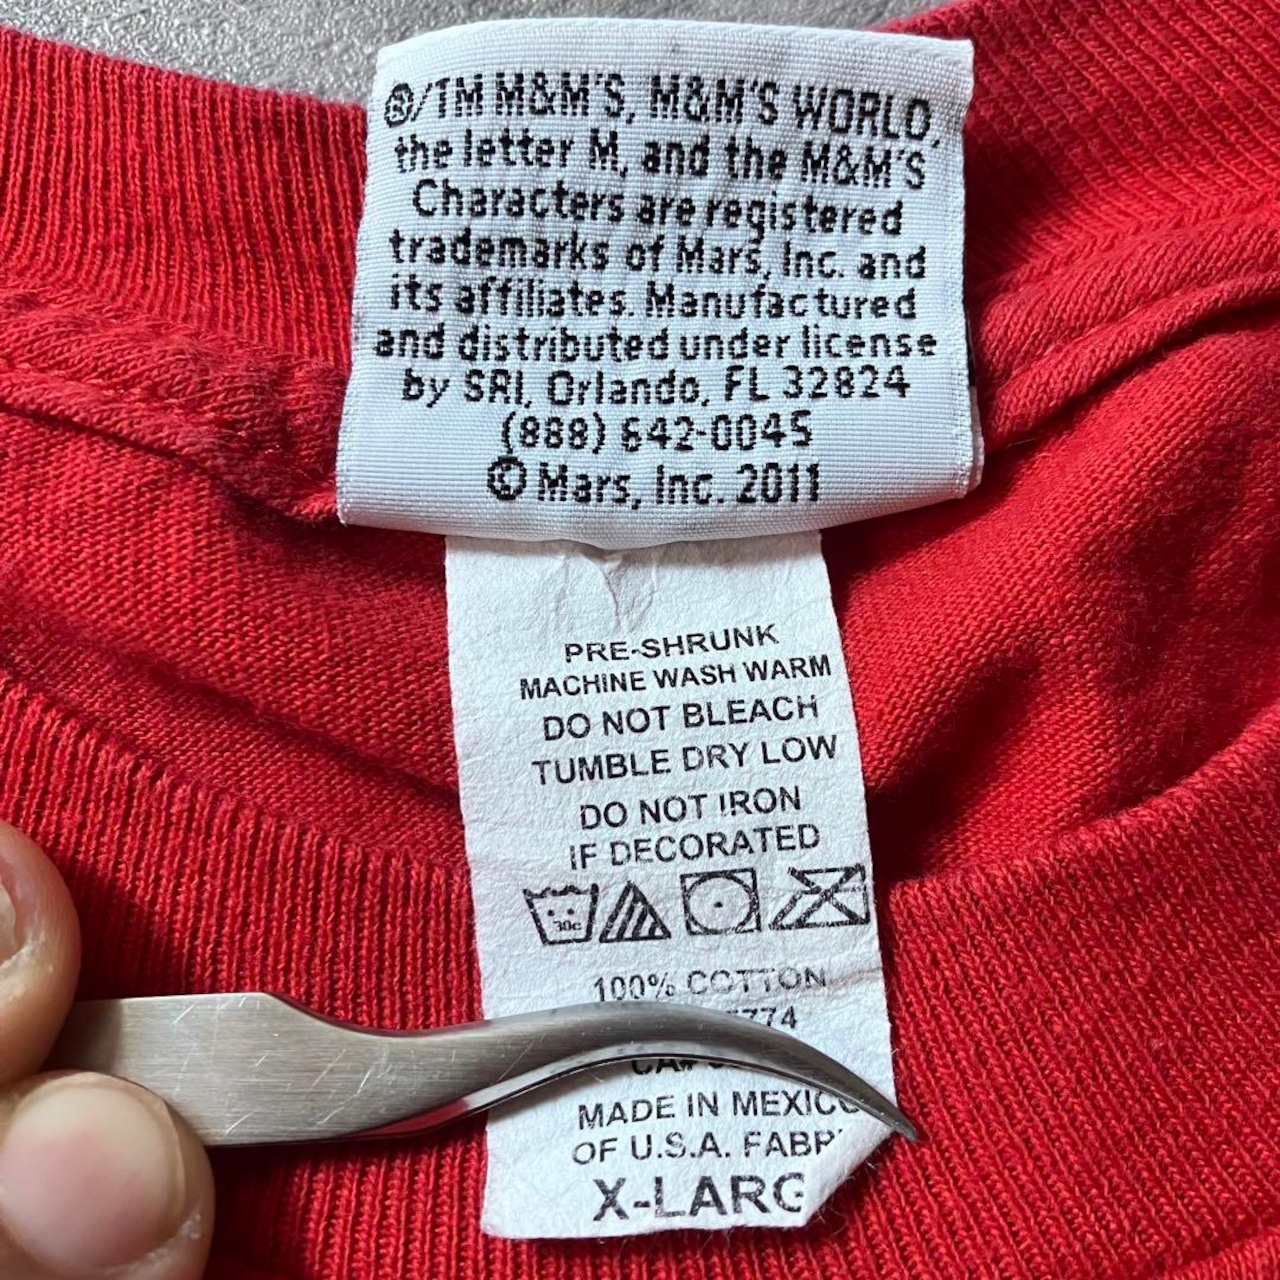 ®/TM M&M'S, M&M'S WORLD,
the letter M, and the M&M'S
Characters are registered
trademarks of Mars, Inc. and
its affiliates. Manufactured
and distributed under license
by SRI, Orlando, FL 32824
(888) 642-0045
© Mars, Inc. 2011
PRE-SHRUNK
MACHINE WASH WARM
DO NOT BLEACH
TUMBLE DRY LOW
DO NOT IRON
IF DECORATED
30c
100% COTTON
774
CA#
MADE IN MEXICO
OF U.S.A. FABR
X-LARG